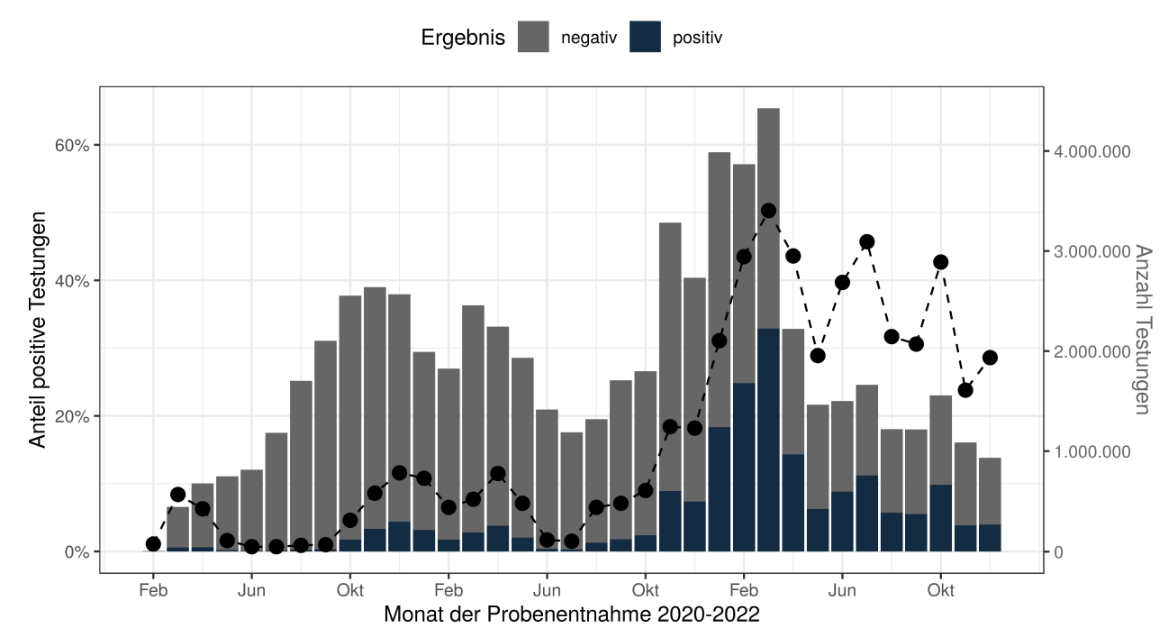 Ergebnis negativ positiv
60%
40%
20%
0%
Anteil positive Testungen
4.000.000
3.000.000
2.000.000
1.000.000
0
Anzahl Testungen
Feb Jun Okt Feb Jun Okt Feb Jun Okt
Monat der Probenentnahme 2020-2022